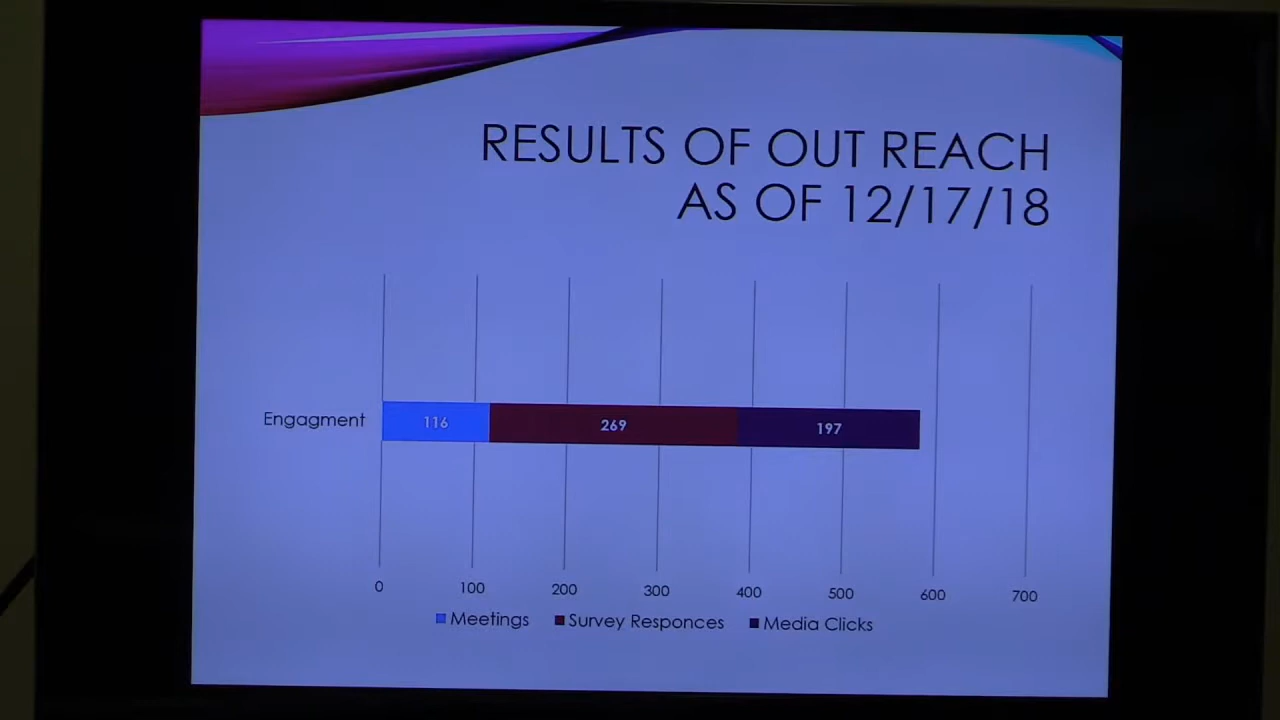 RESULTS OF OUT REACH
AS OF 12/17/18
Engagment
116 269 197
0 100 200 300 400 500 600 700
Meetings Survey Responces Media Clicks